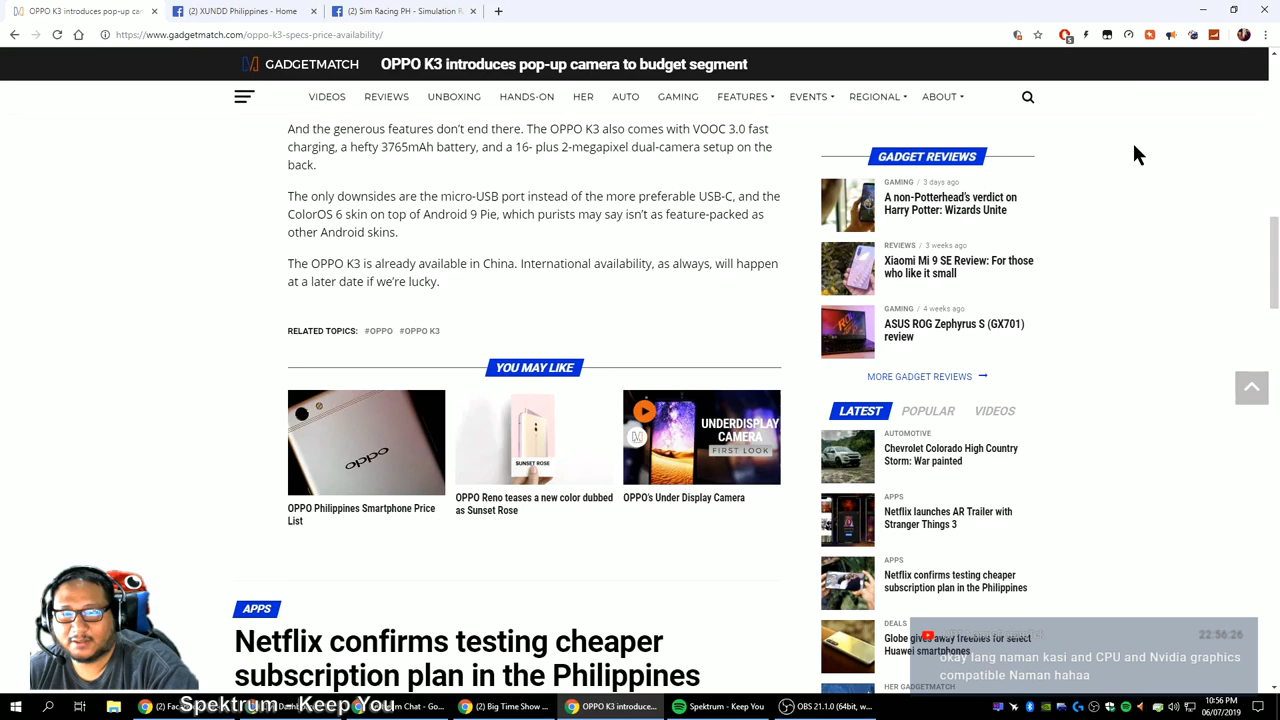 OPPO K3 introduces pop-up car
XUNDD Philipines - Home
Sim Racing PH - Simulation R
https://www.gadgetmatch.com/oppo-k3-specs-price-availability/
5
GADGETMATCH
OPPO K3 introduces pop-up camera to budget segment
VIDEOS REVIEWS UNBOXING HANDS-ON HER AUTO GAMING FEATURES EVENTS REGIONAL ABOUT
And the generous features don't end there. The OPPO K3 also comes with VOOC 3.0 fast
charging, a hefty 3765mAh battery, and a 16- plus 2-megapixel dual-camera setup on the
back.
The only downsides are the micro-USB port instead of the more preferable USB-C, and the
ColorOS 6 skin on top of Android 9 Pie, which purists may say isn't as feature-packed as
other Android skins.
The OPPO K3 is already available in China. International availability, as always, will happen
at a later date if we're lucky.
RELATED TOPICS: #OPPO #OPPO K3
YOU MAY LIKE
oppo
OPPO Philippines Smartphone Price
List
SUNSET ROSE
OPPO Reno teases a new color dubbed
as Sunset Rose
UNDERDISPLAY
CAMERA
FIRST LOOK
OPPO's Under Display Camera
APPS
Netflix confirms testing cheaper
subscription plan in the Philippines
GADGET REVIEWS
GAMING / 3 days ago
A non-Potterhead's verdict on
Harry Potter: Wizards Unite
REVIEWS / 3 weeks ago
Xiaomi Mi 9 SE Review: For those
who like it small
GAMING / 4 weeks ago
ASUS ROG Zephyrus S (GX701)
review
MORE GADGET REVIEWS
LATEST POPULAR VIDEOS
AUTOMOTIVE
Chevrolet Colorado High Country
Storm: War painted
APPS
Netflix launches AR Trailer with
Stranger Things 3
APPS
Netflix confirms testing cheaper
subscription plan in the Philippines
DEALS
Globe gives away freebies for select
Huawei smartphones
HER GADGETMATCH
22:56:26
okay lang naman kasi and CPU and Nvidia graphics
compatible Naman hahaa
Spektrum - Keep You
(2) Big Time Show ...
OPPO K3 introduce...
Spektrum - Keep You
OBS 21.1.0 (64bit, w...
10:56 PM
06/07/2019